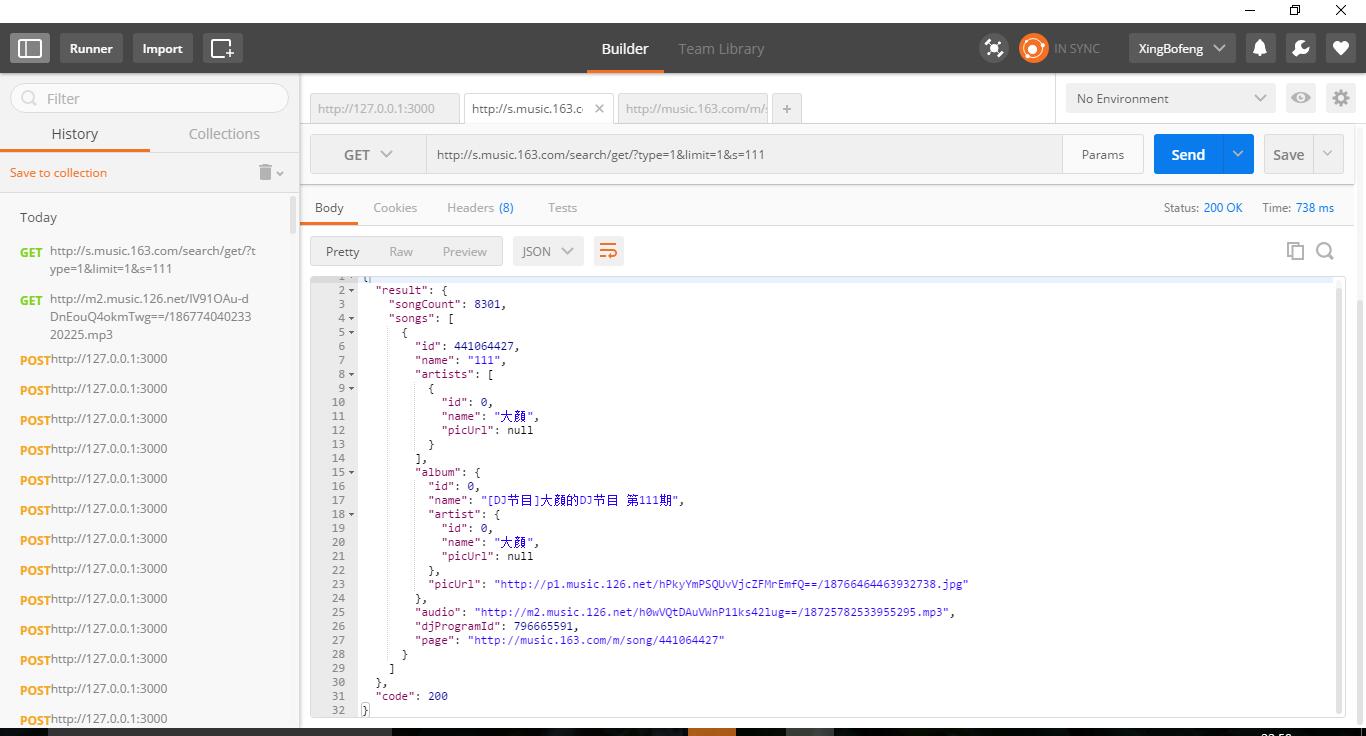 Runner
Import
Builder
Team Library
IN SYNC
XingBofeng
Filter
History
Collections
Save to collection
Today
GET http://s.music.163.com/search/get/?t
ype=1&limit=1&s=111
GET http://m2.music.126.net/IV91OAu-d
DnEouQ4okmTwg==/186774040233
20225.mp3
POST http://127.0.0.1:3000
POST http://127.0.0.1:3000
POST http://127.0.0.1:3000
POST http://127.0.0.1:3000
POST http://127.0.0.1:3000
POST http://127.0.0.1:3000
POST http://127.0.0.1:3000
POST http://127.0.0.1:3000
POST http://127.0.0.1:3000
POST http://127.0.0.1:3000
POST http://127.0.0.1:3000
POST http://127.0.0.1:3000
POST http://127.0.0.1:3000
http://127.0.0.1:3000
http://s.music.163.c
http://music.163.com/m/s
+
No Environment
GET
http://s.music.163.com/search/get/?type=1&limit=1&s=111
Params
Send
Save
Body
Cookies
Headers (8)
Tests
Status: 200 OK
Time: 738 ms
Pretty
Raw
Preview
JSON
1 {
2 "result": {
3 "songCount": 8301,
4 "songs": [
5 {
6 "id": 441064427,
7 "name": "111",
8 "artists": [
9 {
10 "id": 0,
11 "name": "大顏",
12 "picUrl": null
13 }
14 ],
15 "album": {
16 "id": 0,
17 "name": "[DJ节目]大顏的DJ节目 第111期",
18 "artist": {
19 "id": 0,
20 "name": "大顏",
21 "picUrl": null
22 },
23 "picUrl": "http://p1.music.126.net/hPkyYmPSQUvVjcZFMrEmfQ==/18766464463932738.jpg"
24 },
25 "audio": "http://m2.music.126.net/h0wVQtDAuVWnP11ks42lug==/18725782533955295.mp3",
26 "djProgramId": 796665591,
27 "page": "http://music.163.com/m/song/441064427"
28 }
29 ]
30 },
31 "code": 200
32 }